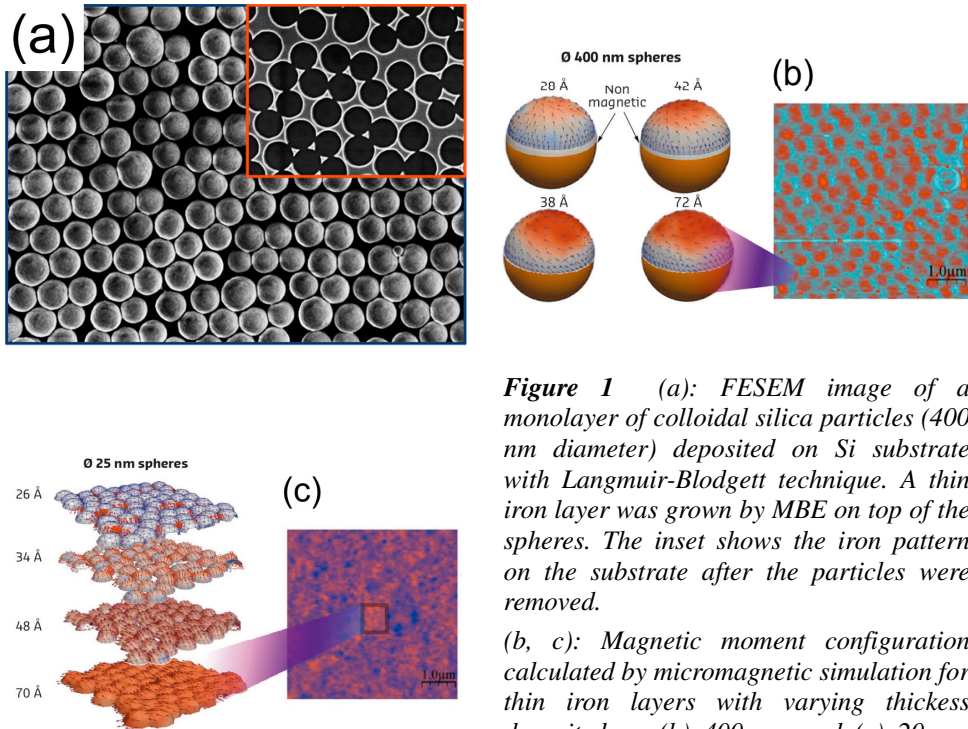 (a)
Ø 400 nm spheres
28 Å
42 Å
Non
magnetic
38 Å
72 Å
(b)
1.0μm
Figure 1 (a): FESEM image of a
monolayer of colloidal silica particles (400
nm diameter) deposited on Si substrate
with Langmuir-Blodgett technique. A thin
iron layer was grown by MBE on top of the
spheres. The inset shows the iron pattern
on the substrate after the particles were
removed.
(b, c): Magnetic moment configuration
calculated by micromagnetic simulation for
thin iron layers with varying thickess
Ø 25 nm spheres
26 Å
34 Å
48 Å
70 Å
(c)
1.0μm